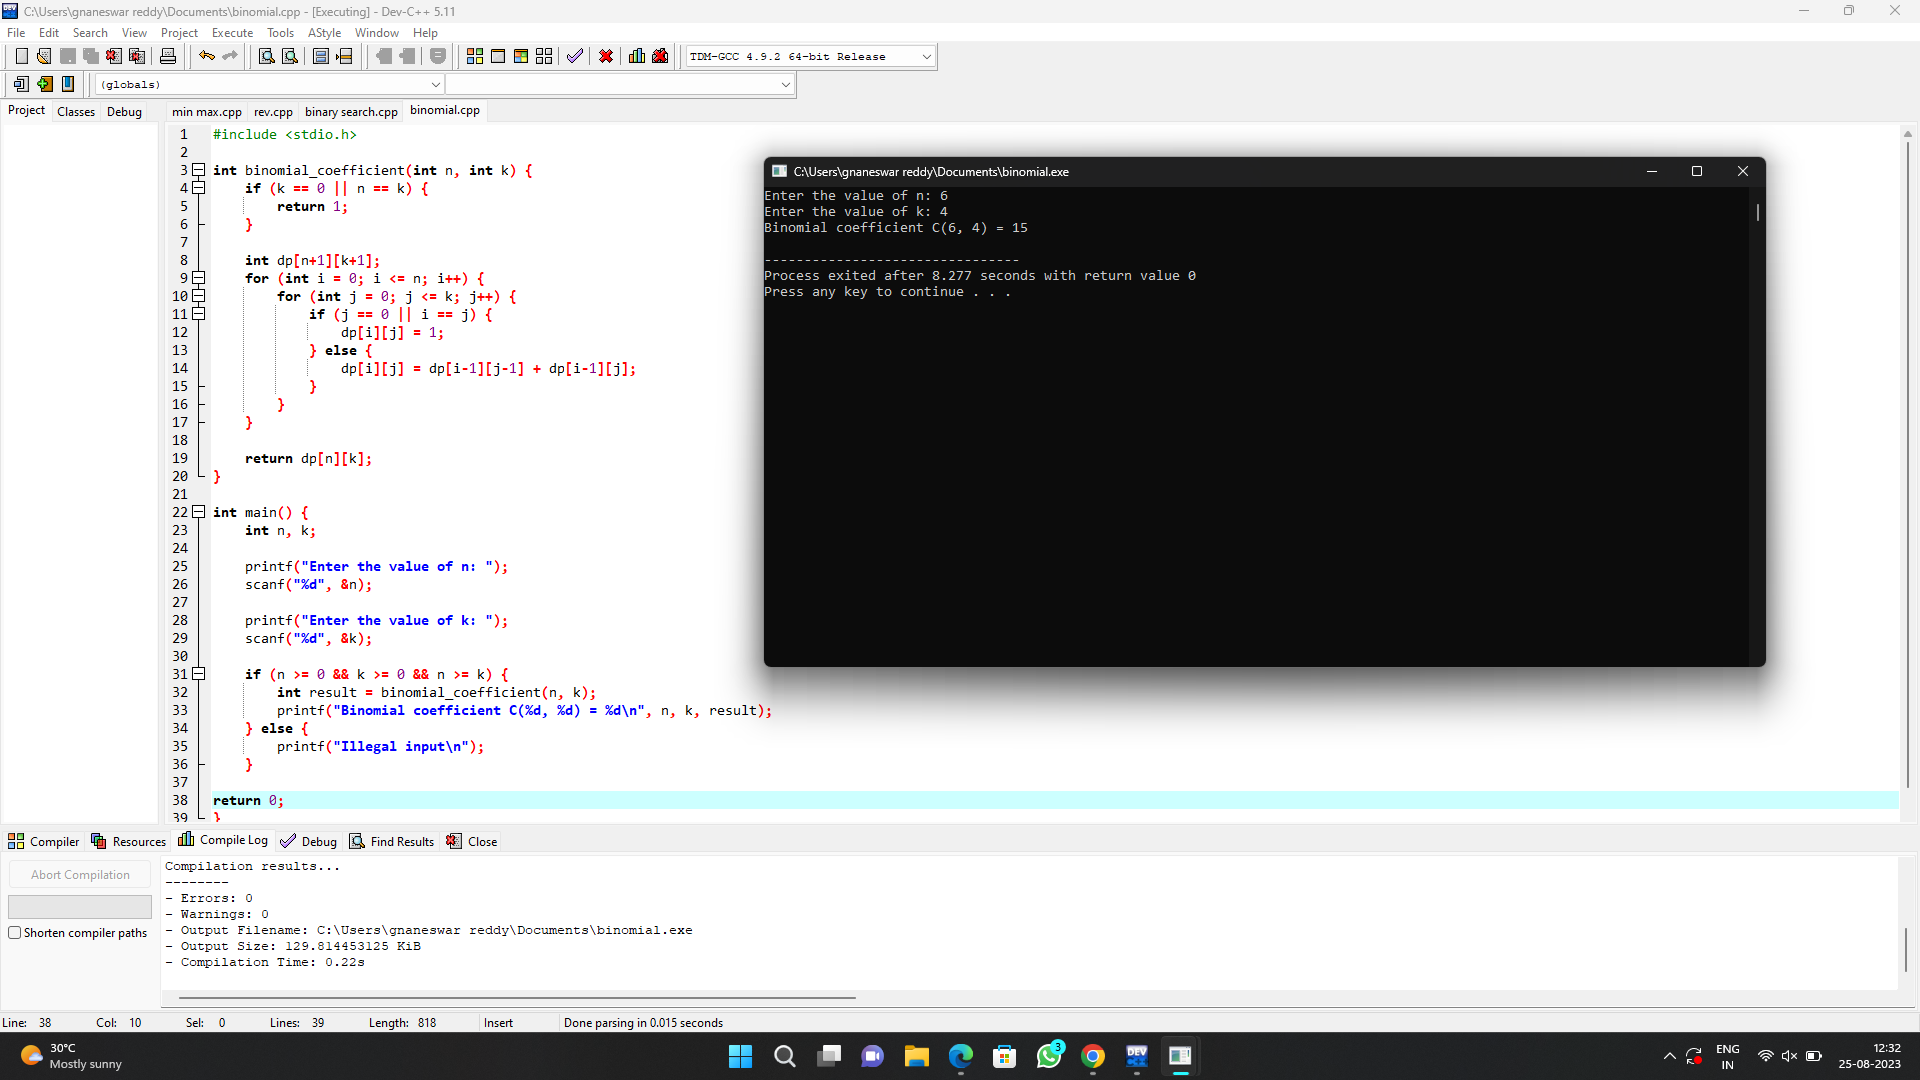 C:\Users\gnaneswar reddy\Documents\binomial.cpp - [Executing] - Dev-C++ 5.11
File Edit Search View Project Execute Tools AStyle Window Help
TDM-GCC 4.9.2 64-bit Release
(globals)
Project Classes Debug
min max.cpp rev.cpp binary search.cpp binomial.cpp
1 #include <stdio.h>
2
3 int binomial_coefficient(int n, int k) {
4 if (k == 0 || n == k) {
5 return 1;
6 }
7
8 int dp[n+1][k+1];
9 for (int i = 0; i <= n; i++) {
10 for (int j = 0; j <= k; j++) {
11 if (j == 0 || i == j) {
12 dp[i][j] = 1;
13 } else {
14 dp[i][j] = dp[i-1][j-1] + dp[i-1][j];
15 }
16 }
17 }
18
19 return dp[n][k];
20 }
21
22 int main() {
23 int n, k;
24
25 printf("Enter the value of n: ");
26 scanf("%d", &n);
27
28 printf("Enter the value of k: ");
29 scanf("%d", &k);
30
31 if (n >= 0 && k >= 0 && n >= k) {
32 int result = binomial_coefficient(n, k);
33 printf("Binomial coefficient C(%d, %d) = %d\n", n, k, result);
34 } else {
35 printf("Illegal input\n");
36 }
37
38 return 0;
39 }
C:\Users\gnaneswar reddy\Documents\binomial.exe
Enter the value of n: 6
Enter the value of k: 4
Binomial coefficient C(6, 4) = 15
--------------------------------
Process exited after 8.277 seconds with return value 0
Press any key to continue . . .
Compiler Resources Compile Log Debug Find Results Close
Abort Compilation
Shorten compiler paths
Compilation results...
--------
- Errors: 0
- Warnings: 0
- Output Filename: C:\Users\gnaneswar reddy\Documents\binomial.exe
- Output Size: 129.814453125 KiB
- Compilation Time: 0.22s
Line: 38 Col: 10 Sel: 0 Lines: 39 Length: 818 Insert Done parsing in 0.015 seconds
30°C
Mostly sunny
3
DEV
ENG
IN
12:32
25-08-2023